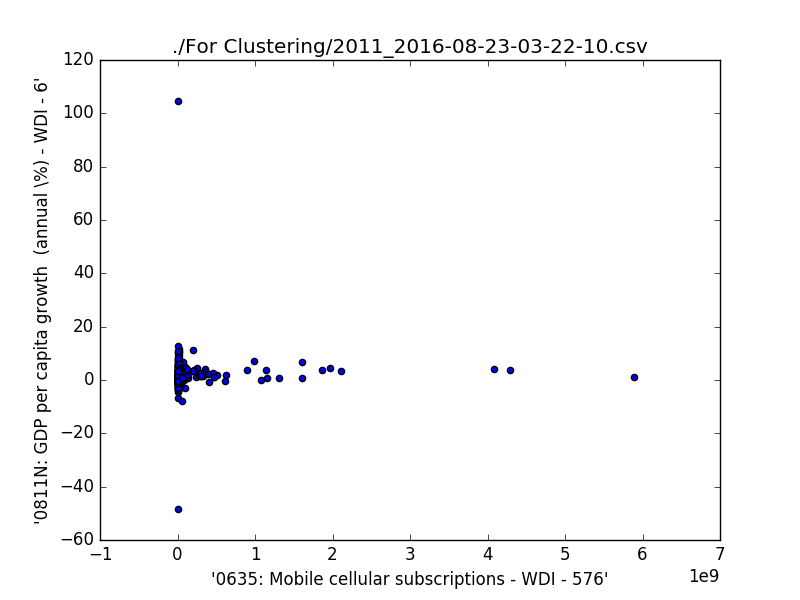 ./For Clustering/2011_2016-08-23-03-22-10.csv
120
100
80
60
40
20
0
−20
−40
−60
'0811N: GDP per capita growth  (annual \%) - WDI - 6'
−1 0 1 2 3 4 5 6 7
1e9
'0635: Mobile cellular subscriptions - WDI - 576'